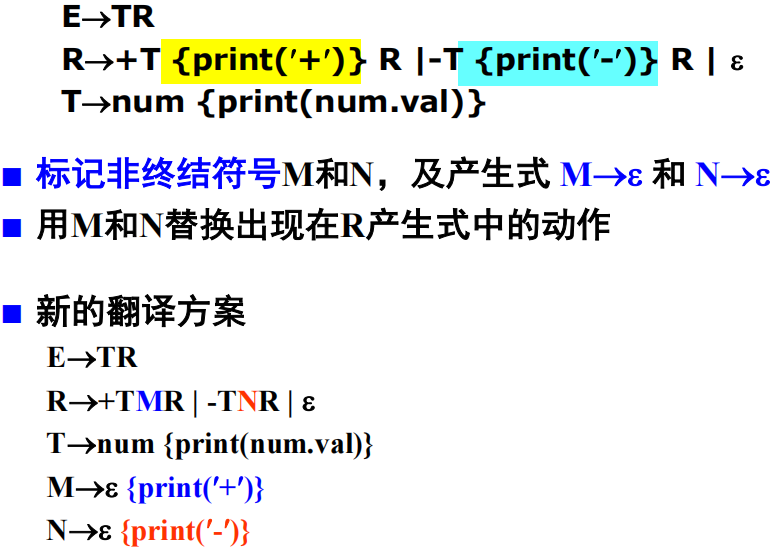 E→TR
R→+T {print(′+′)} R |-T {print(′-′)} R | ε
T→num {print(num.val)}
■ 标记非终结符号M和N，及产生式 M→ε 和 N→ε
■ 用M和N替换出现在R产生式中的动作
■ 新的翻译方案
E→TR
R→+TMR | -TNR | ε
T→num {print(num.val)}
M→ε {print(′+′)}
N→ε {print(′-′)}